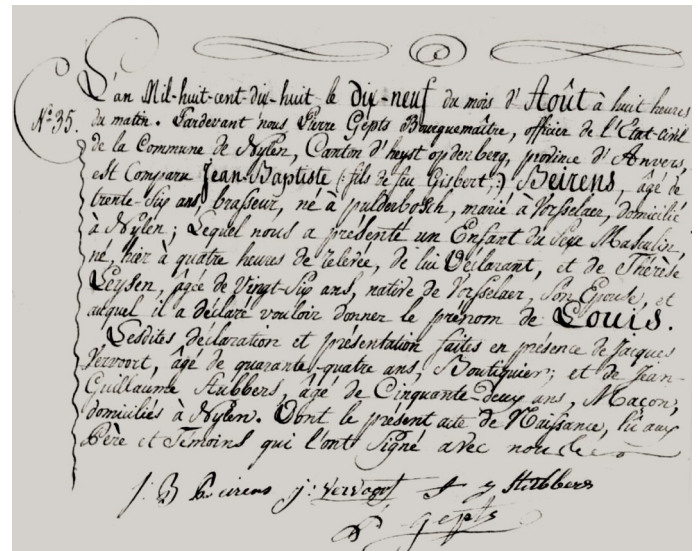 Nº 35.
L'an Mil-huit-cent-dix-huit le dix-neuf du mois d'Août à huit heures
du matin. Pardevant nous Pierre Gepts Bourguemaître, officier de l'Etat civil
de la Commune de Nylen, Canton d'heyst opdenberg, province d'Anvers,
est Comparu Jean-Baptiste (: fils de feu Gisbert,:) Beirens, âgé de
trente-six ans, brasseur, né à pulderbosch, marié à Vorsselaer, domicilié
à Nylen; Lequel nous a présenté un Enfant du Sexe Masculin,
né, hier à quatre heures de relevée, de lui Déclarant, et de Thérèse
Leysen, âgée de Vingt-Six ans, native de Vorsselaer, Son Epouse, et
auquel il a déclaré vouloir donner le prénom de Louis.
Lesdites déclaration et présentation faites en présence de Jacques
Vervoort, âgé de quarante-quatre ans, Boutiquier; et de Jean-
Guillaume Stubbers, âgé de Cinquante-deux ans, Maçon;
domiciliés à Nylen. Dont le présent acte de Naissance, lu aux
Père et Témoins qui l'ont Signé avec nous
J: B Beirens j: Vervoort J g Stubbers
P. gepts